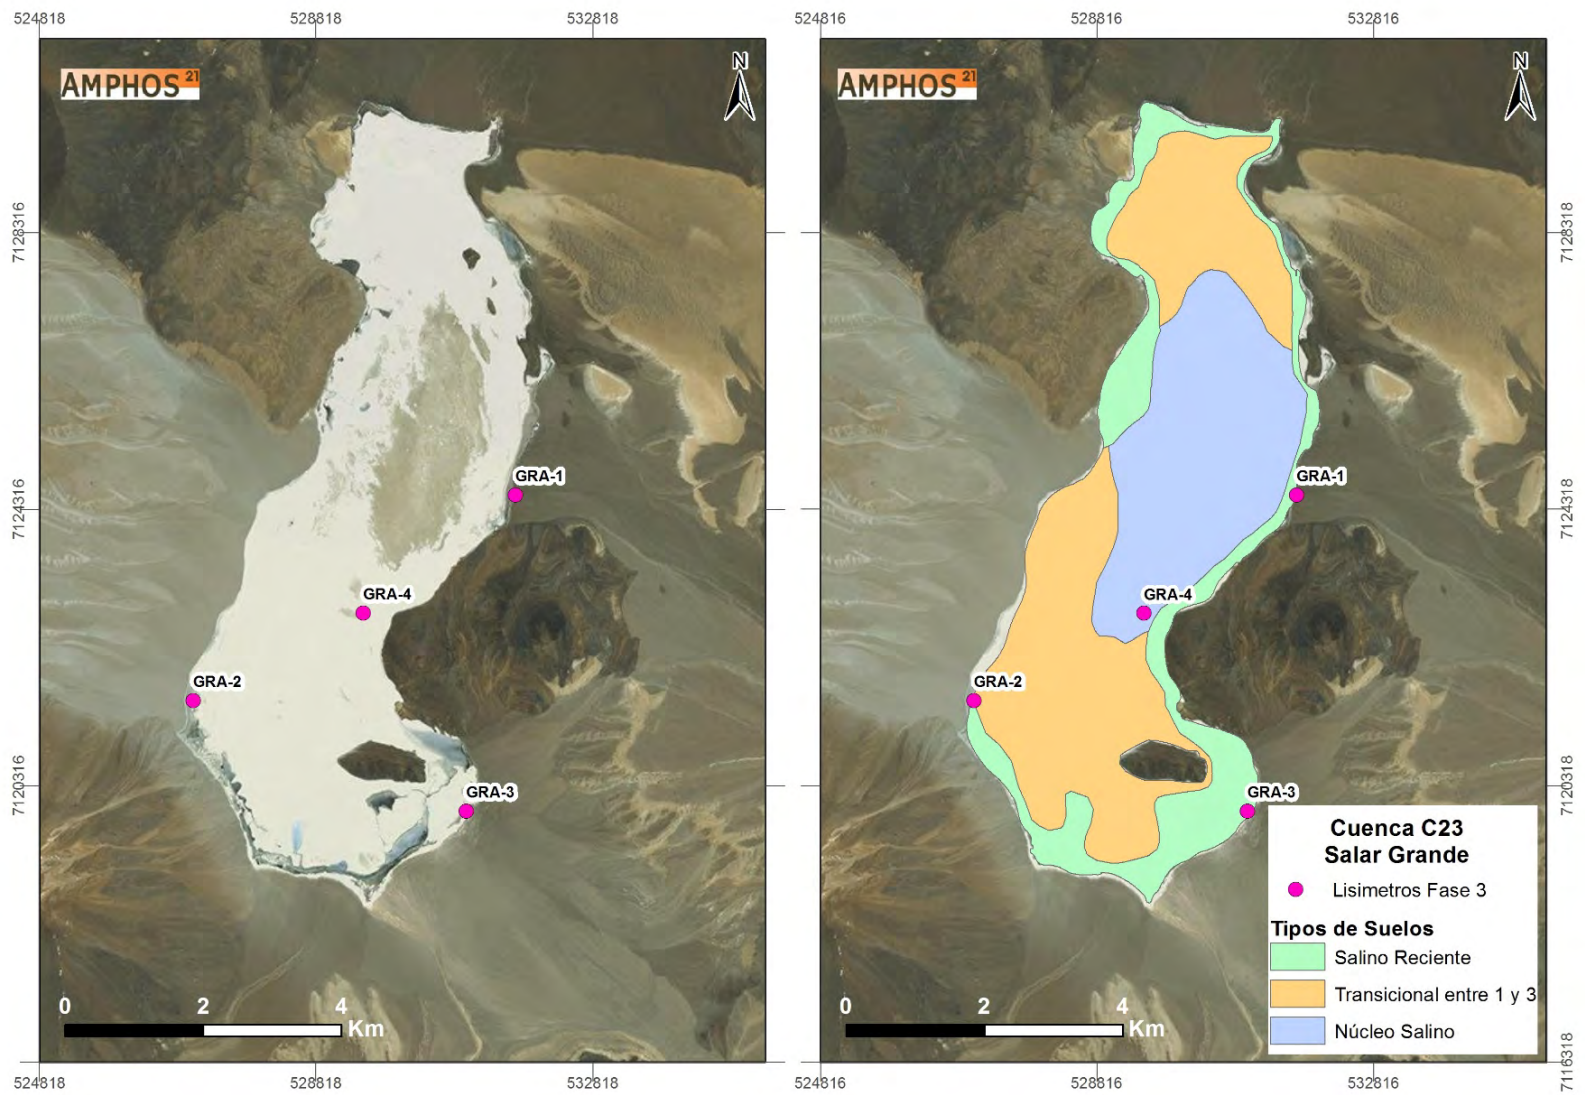 524818
528818
532818
524816
528816
532816
AMPHOS 21
N
AMPHOS 21
N
7128316
7128318
GRA-1
GRA-1
7124316
7124318
GRA-4
GRA-4
GRA-2
GRA-2
7120316
7120318
GRA-3
GRA-3
Cuenca C23
Salar Grande
Lisimetros Fase 3
Tipos de Suelos
Salino Reciente
Transicional entre 1 y 3
Núcleo Salino
0 2 4
Km
0 2 4
Km
7116318
524818
528818
532818
524816
528816
532816